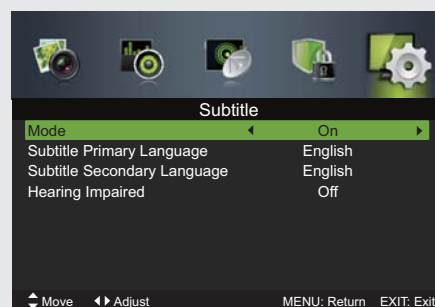 Subtitle
Mode On
Subtitle Primary Language English
Subtitle Secondary Language English
Hearing Impaired Off
Move Adjust MENU: Return EXIT: Exit